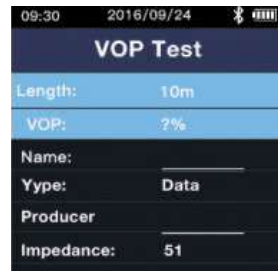 09:30 2016/09/24
VOP Test
Length: 10m
VOP: ?%
Name:
Yype: Data
Producer
Impedance: 51